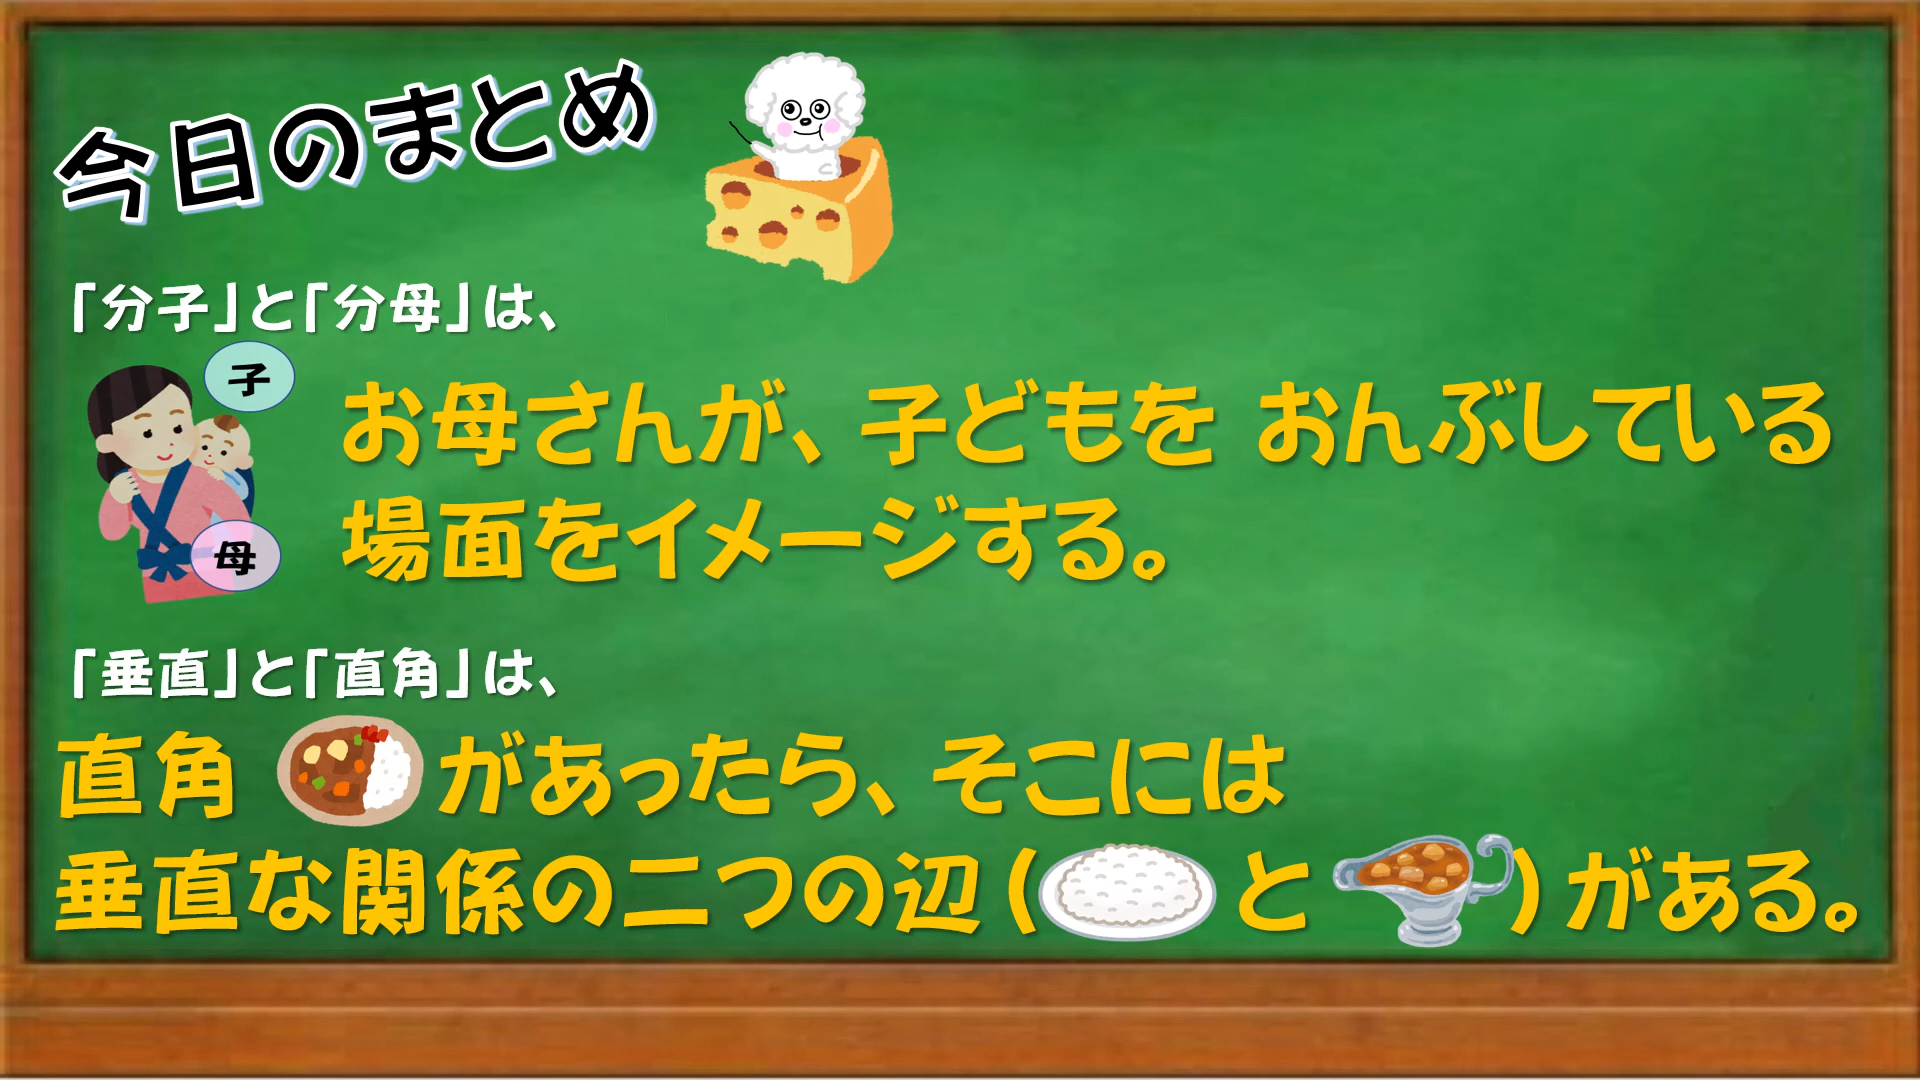 今日のまとめ
「分子」と「分母」は、
子
お母さんが、子どもを おんぶしている
場面をイメージする。
母
「垂直」と「直角」は、
直角 があったら、そこには
垂直な関係の二つの辺( と )がある。